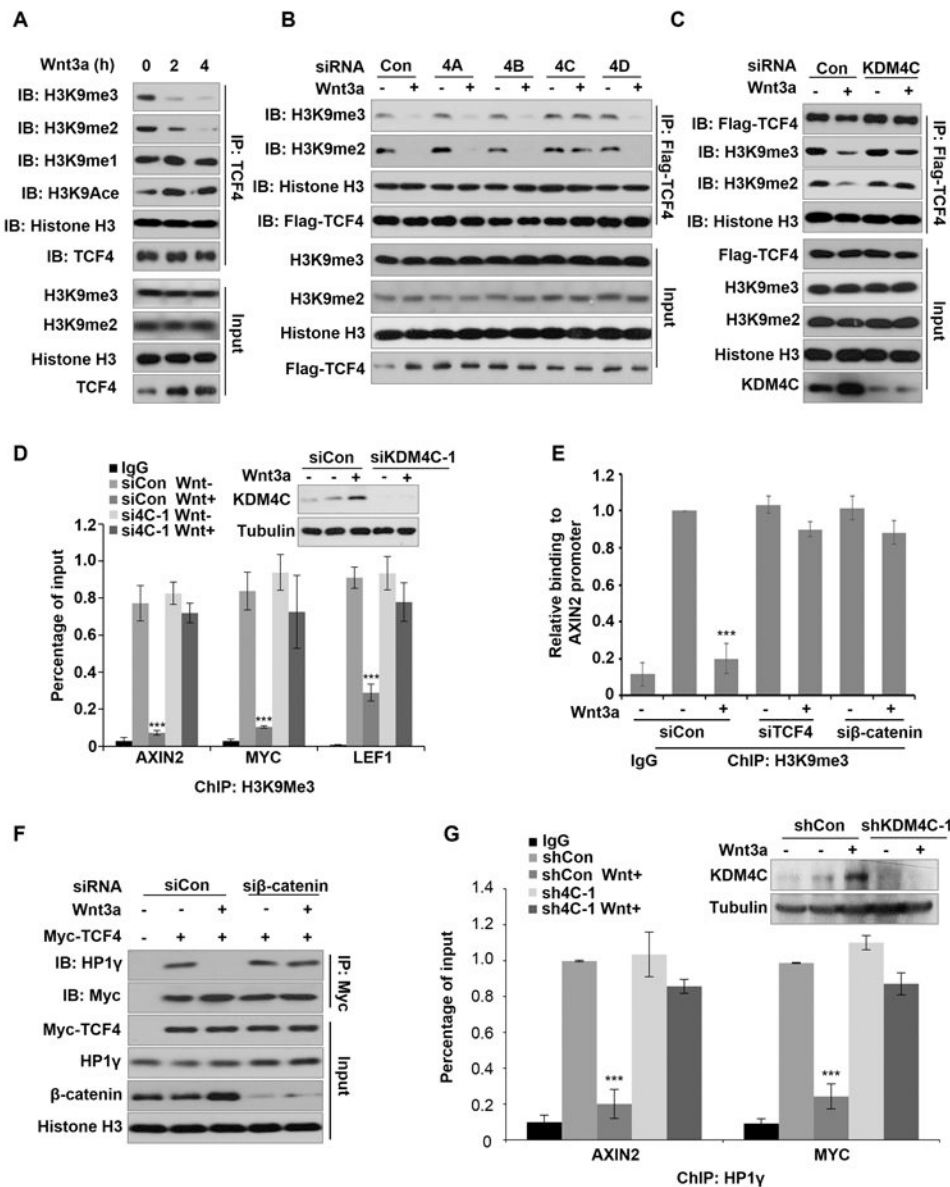 A
Wnt3a (h) 0 2 4
IB: H3K9me3
IB: H3K9me2
IB: H3K9me1
IB: H3K9Ace
IB: Histone H3
IB: TCF4
IP: TCF4
H3K9me3
H3K9me2
Histone H3
TCF4
Input
B
siRNA Con 4A 4B 4C 4D
Wnt3a - + - + - + - + - +
IB: H3K9me3
IB: H3K9me2
IB: Histone H3
IB: Flag-TCF4
IP: Flag-TCF4
H3K9me3
H3K9me2
Histone H3
Flag-TCF4
Input
C
siRNA Con KDM4C
Wnt3a - + - +
IB: Flag-TCF4
IB: H3K9me3
IB: H3K9me2
IB: Histone H3
IP: Flag-TCF4
Flag-TCF4
H3K9me3
H3K9me2
Histone H3
KDM4C
Input
D
IgG
siCon Wnt-
siCon Wnt+
si4C-1 Wnt-
si4C-1 Wnt+
siCon siKDM4C-1
Wnt3a - - + - +
KDM4C
Tubulin
Percentage of input
1.2
1.0
0.8
0.6
0.4
0.2
0
*** *** ***
AXIN2 MYC LEF1
ChIP: H3K9Me3
E
Relative binding to
AXIN2 promoter
1.2
1.0
0.8
0.6
0.4
0.2
0.0
***
Wnt3a - - + - + - +
siCon siTCF4 siβ-catenin
IgG ChIP: H3K9me3
F
siRNA siCon siβ-catenin
Wnt3a - - + - +
Myc-TCF4 - + + + +
IB: HP1γ
IB: Myc
IP: Myc
Myc-TCF4
HP1γ
β-catenin
Histone H3
Input
G
IgG
shCon
shCon Wnt+
sh4C-1
sh4C-1 Wnt+
shCon shKDM4C-1
Wnt3a - - + - +
KDM4C
Tubulin
Percentage of input
1.4
1.2
1.0
0.8
0.6
0.4
0.2
0
*** ***
AXIN2 MYC
ChIP: HP1γ